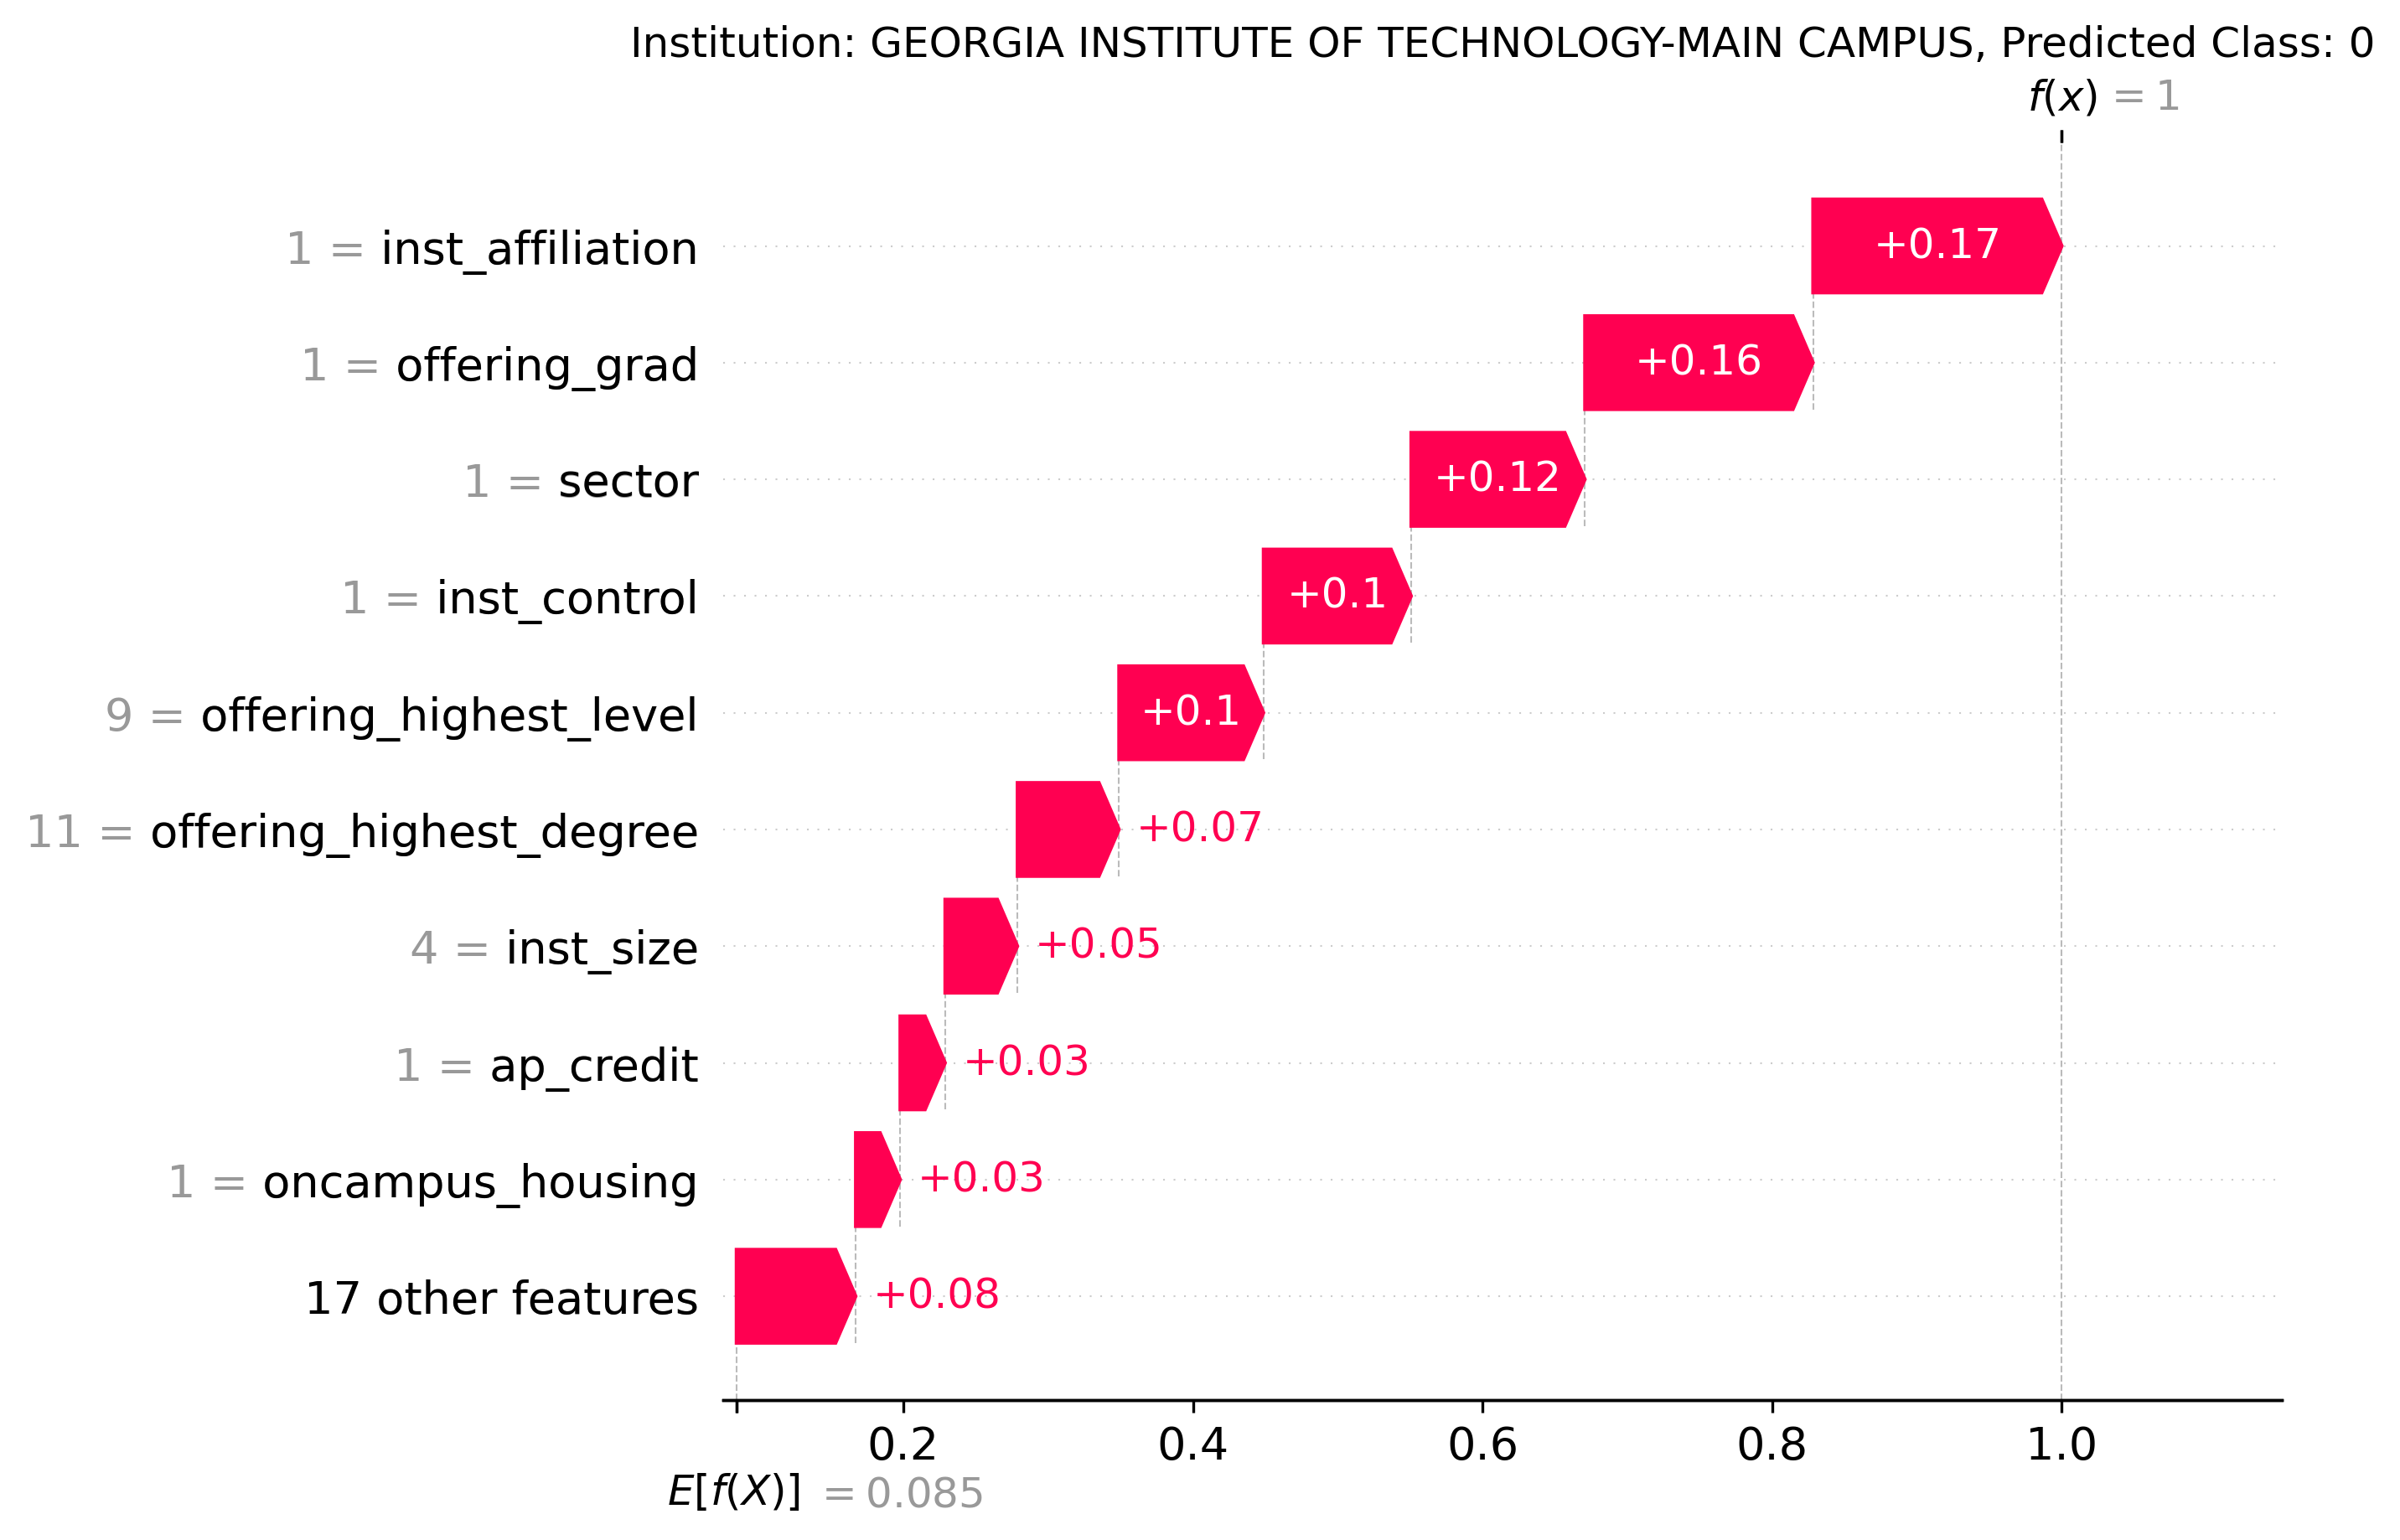 Institution: GEORGIA INSTITUTE OF TECHNOLOGY-MAIN CAMPUS, Predicted Class: 0
f(x) = 1
1 = inst_affiliation +0.17
1 = offering_grad +0.16
1 = sector +0.12
1 = inst_control +0.1
9 = offering_highest_level +0.1
11 = offering_highest_degree +0.07
4 = inst_size +0.05
1 = ap_credit +0.03
1 = oncampus_housing +0.03
17 other features +0.08
0.2 0.4 0.6 0.8 1.0
E[f(X)] = 0.085